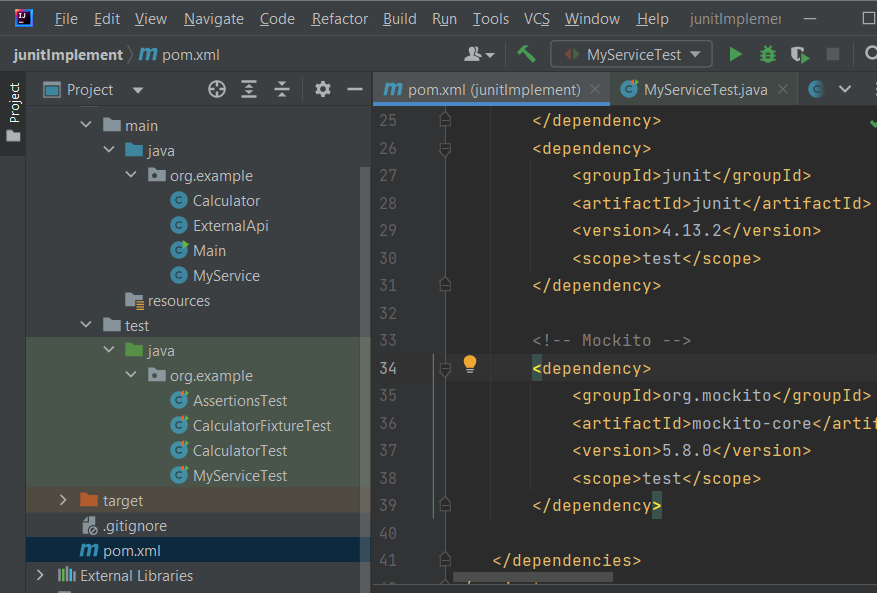 File Edit View Navigate Code Refactor Build Run Tools VCS Window Help junitImplemer
junitImplement pom.xml MyServiceTest
Project
Project
main
java
org.example
Calculator
ExternalApi
Main
MyService
resources
test
java
org.example
AssertionsTest
CalculatorFixtureTest
CalculatorTest
MyServiceTest
target
.gitignore
pom.xml
External Libraries
pom.xml (junitImplement) MyServiceTest.java
25 </dependency>
26 <dependency>
27 <groupId>junit</groupId>
28 <artifactId>junit</artifactId>
29 <version>4.13.2</version>
30 <scope>test</scope>
31 </dependency>
32
33 <!-- Mockito -->
34 <dependency>
35 <groupId>org.mockito</groupId>
36 <artifactId>mockito-core</artif
37 <version>5.8.0</version>
38 <scope>test</scope>
39 </dependency>
40
41 </dependencies>